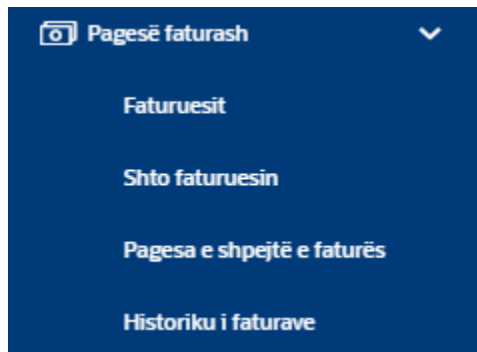 Pagesë faturash
Faturuesit
Shto faturuesin
Pagesa e shpejtë e faturës
Historiku i faturave